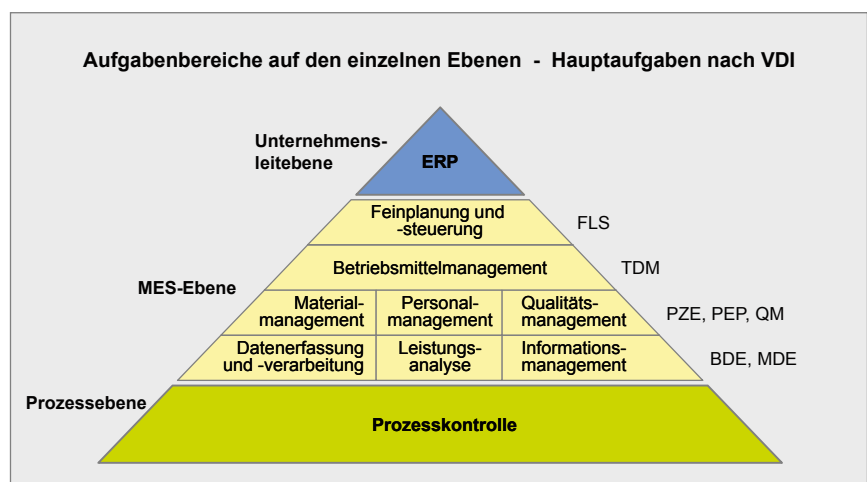 Aufgabenbereiche auf den einzelnen Ebenen - Hauptaufgaben nach VDI
Unternehmens-
leitebene
ERP
Feinplanung und
-steuerung
FLS
Betriebsmittelmanagement
TDM
MES-Ebene
Material-
management
Personal-
management
Qualitäts-
management
PZE, PEP, QM
Datenerfassung
und -verarbeitung
Leistungs-
analyse
Informations-
management
BDE, MDE
Prozessebene
Prozesskontrolle